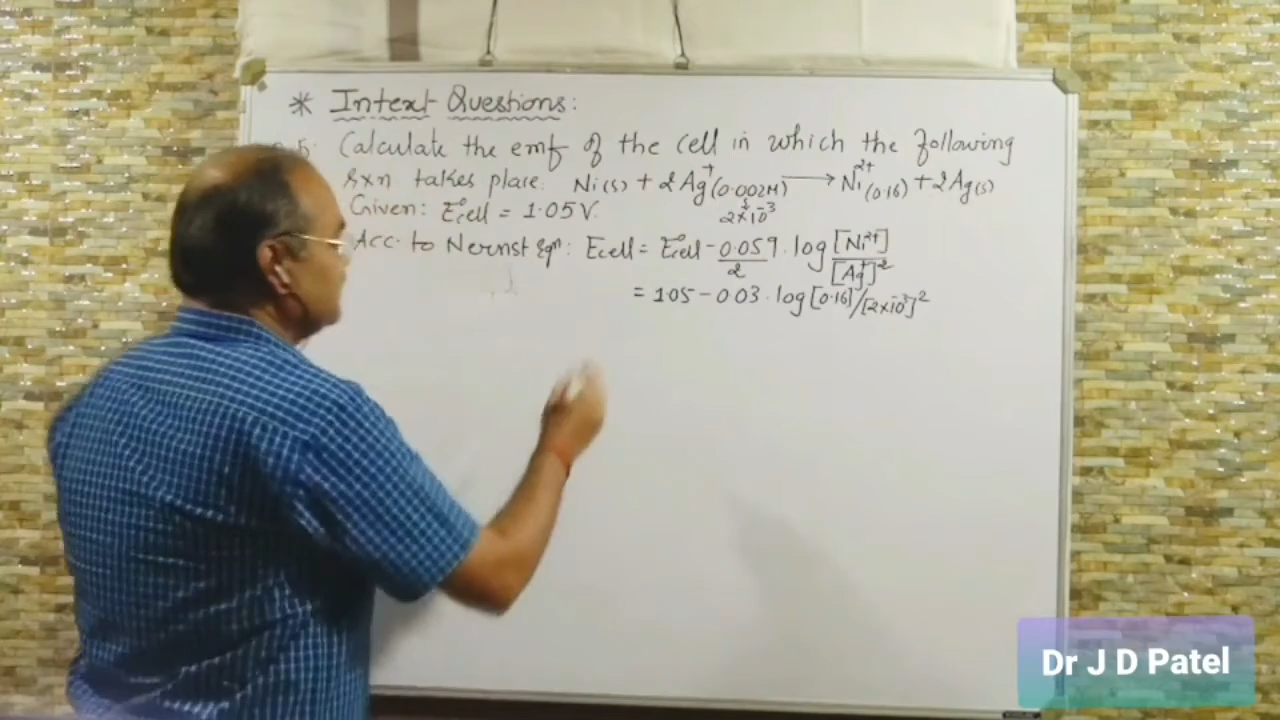 * Intext Questions:
5. Calculate the emf of the cell in which the following
rxn takes place. Ni(s) + 2Ag⁺(0.002M) ⟶ Ni²⁺(0.16) + 2Ag(s)
Given: E°cell = 1.05V. 2×10⁻³
Acc. to Nernst Eqⁿ: Ecell = E°cell - 0.059/2 . log [Ni²⁺]/[Ag⁺]²
= 1.05 - 0.03 . log [0.16]/[2×10⁻³]²
Dr J D Patel